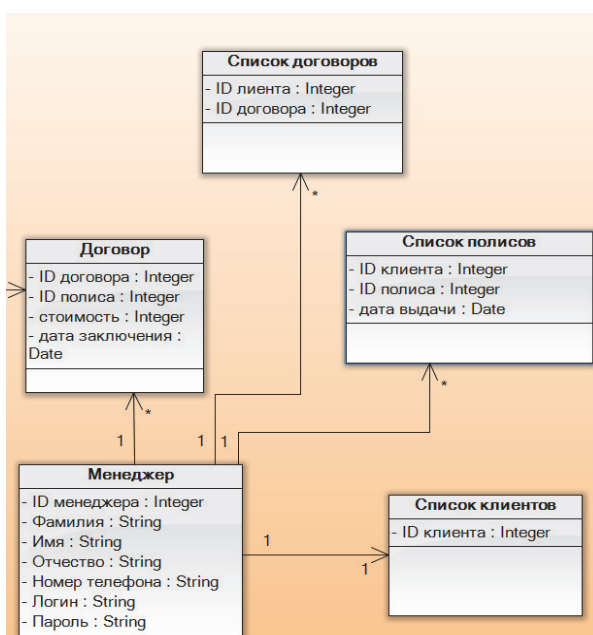 Список договоров
- ID лиента : Integer
- ID договора : Integer
*
Договор
- ID договора : Integer
- ID полиса : Integer
- стоимость : Integer
- дата заключения :
Date
Список полисов
- ID клиента : Integer
- ID полиса : Integer
- дата выдачи : Date
*
*
1
1
1
Менеджер
- ID менеджера : Integer
- Фамилия : String
- Имя : String
- Отчество : String
- Номер телефона : String
- Логин : String
- Пароль : String
1
1
Список клиентов
- ID клиента : Integer